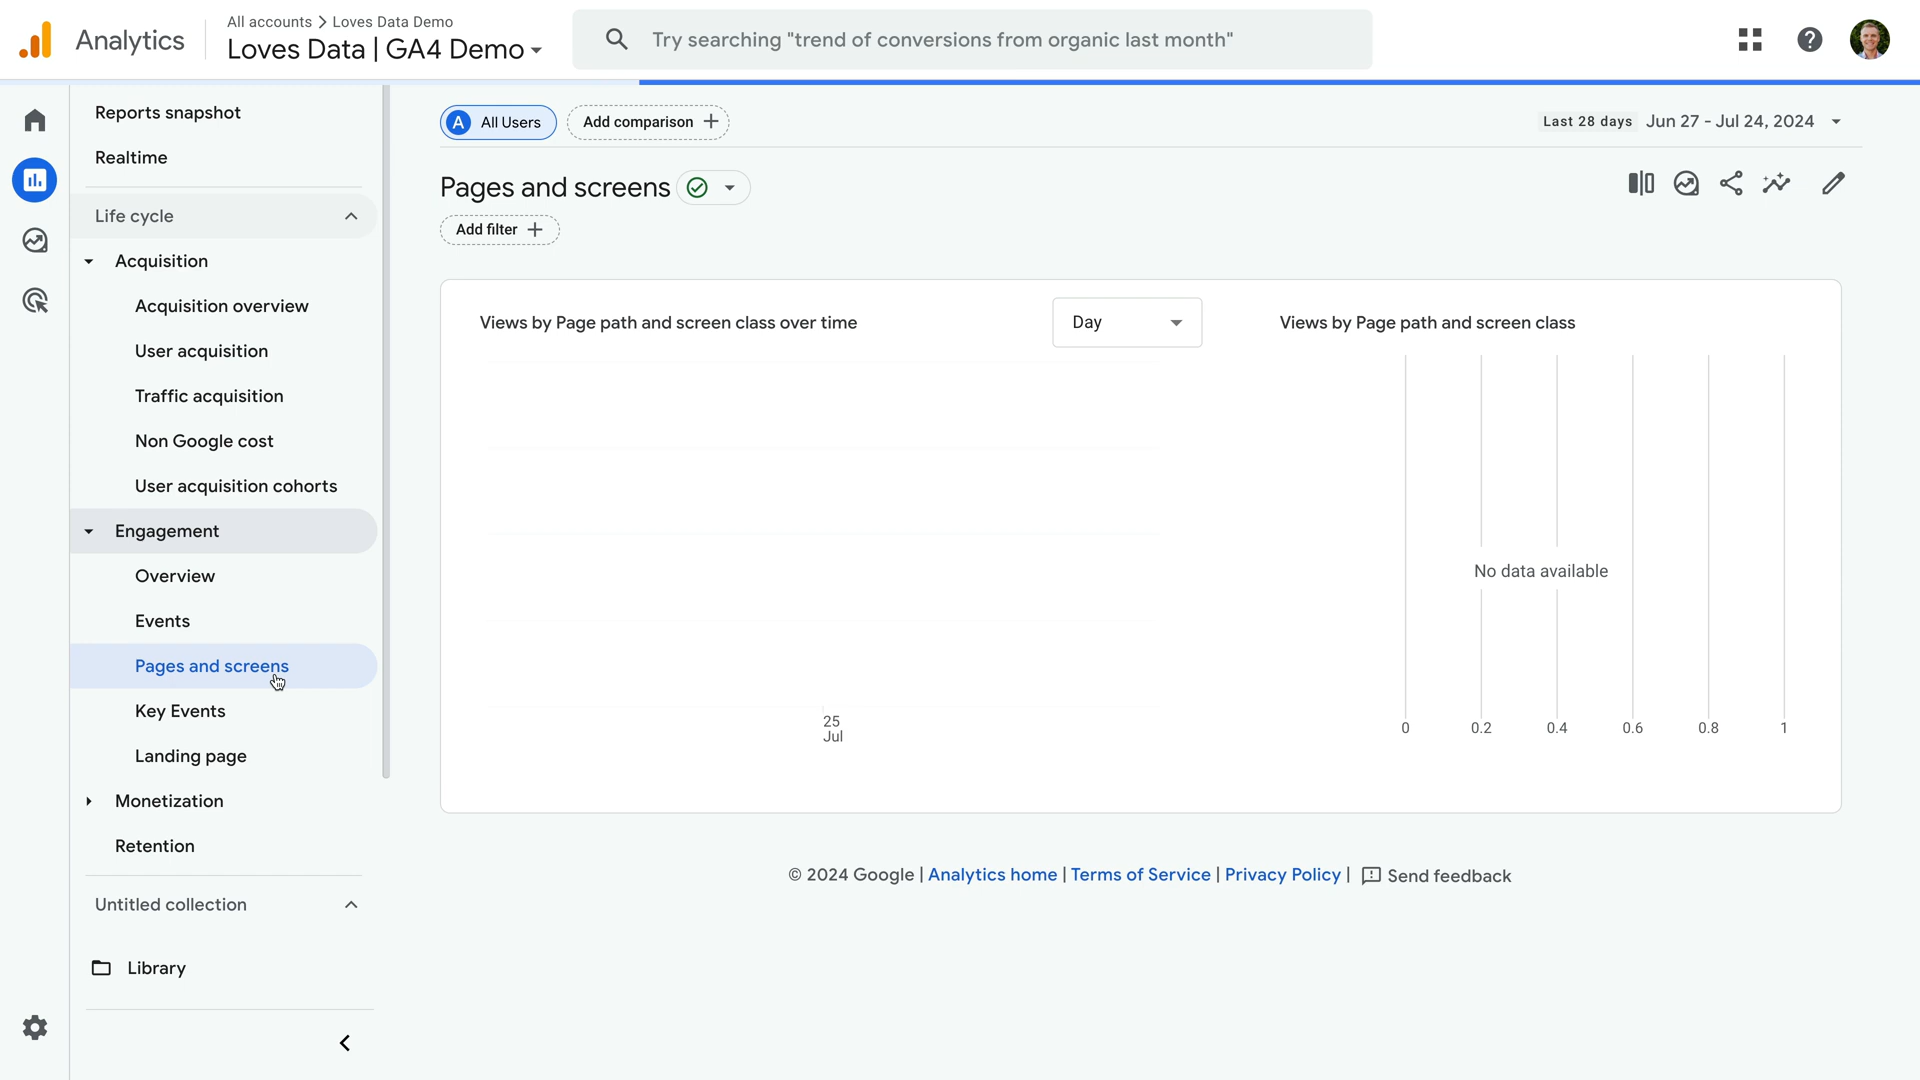 Analytics
All accounts > Loves Data Demo
Loves Data | GA4 Demo
Try searching "trend of conversions from organic last month"
Reports snapshot
Realtime
Life cycle
Acquisition
Acquisition overview
User acquisition
Traffic acquisition
Non Google cost
User acquisition cohorts
Engagement
Overview
Events
Pages and screens
Key Events
Landing page
Monetization
Retention
Untitled collection
Library
A All Users
Add comparison +
Last 28 days Jun 27 - Jul 24, 2024
Pages and screens
Add filter +
Views by Page path and screen class over time
Day
25
Jul
Views by Page path and screen class
No data available
0 0.2 0.4 0.6 0.8 1
© 2024 Google | Analytics home | Terms of Service | Privacy Policy | Send feedback